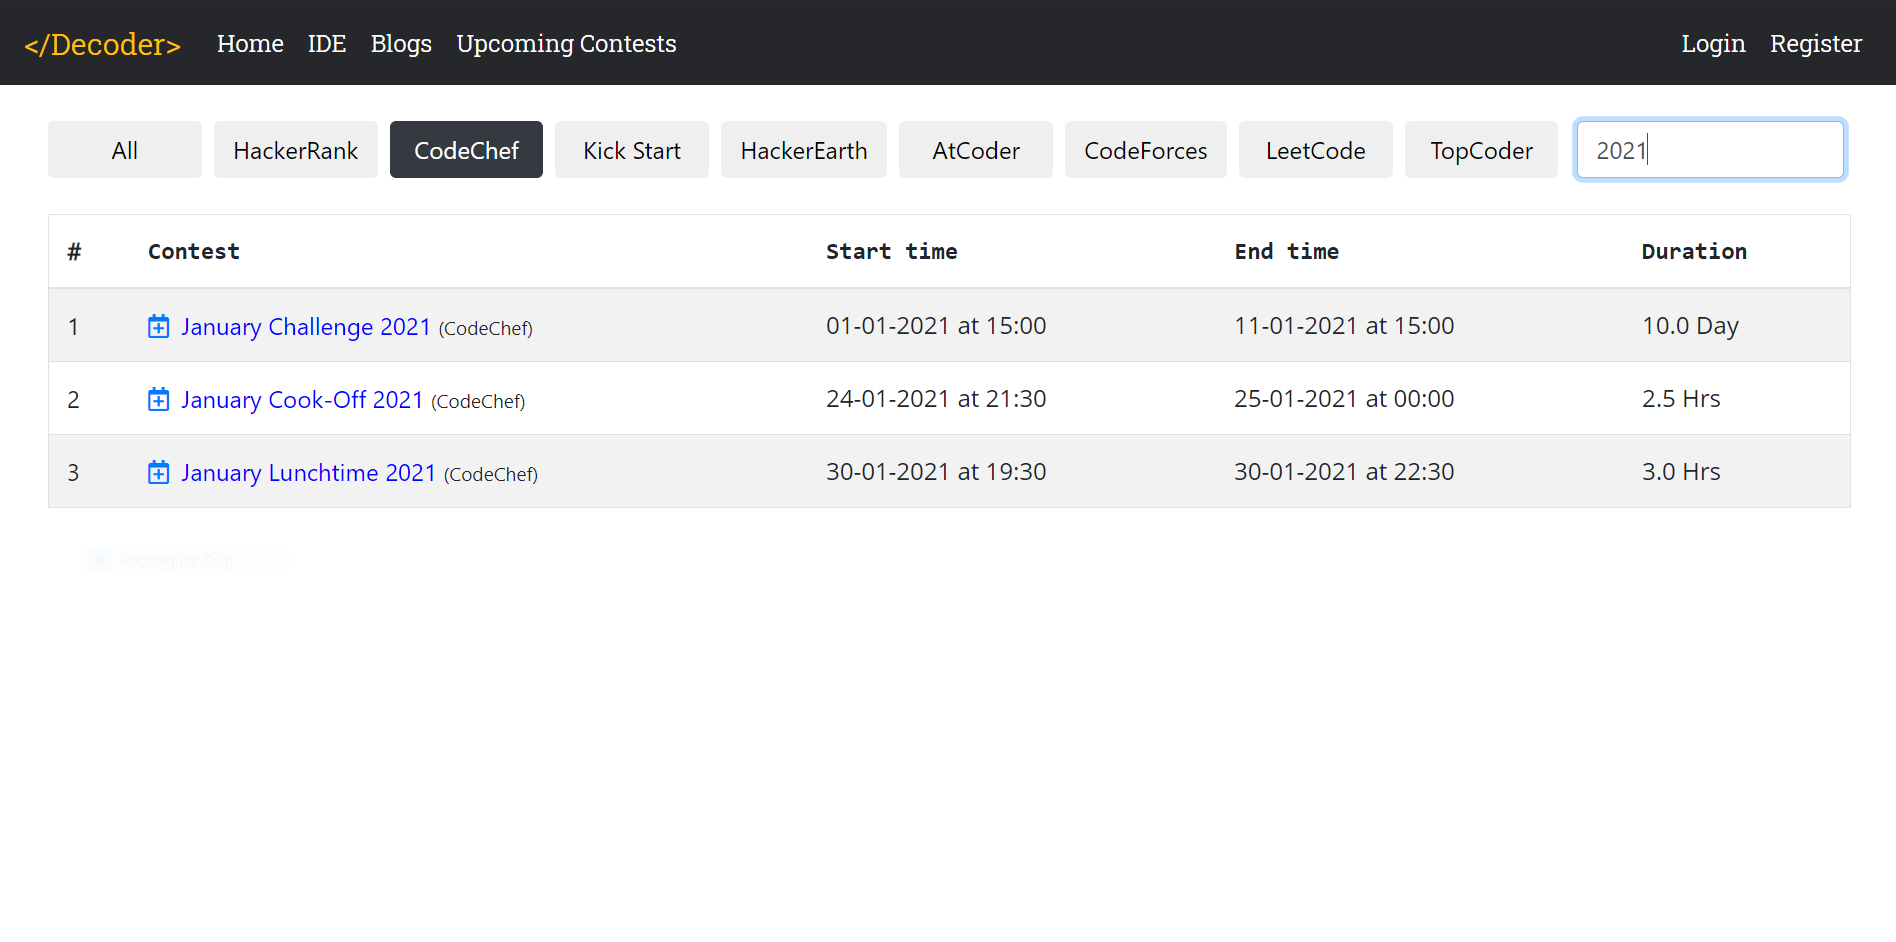 </Decoder> Home IDE Blogs Upcoming Contests Login Register
All HackerRank CodeChef Kick Start HackerEarth AtCoder CodeForces LeetCode TopCoder 2021
# Contest Start time End time Duration
1 January Challenge 2021 (CodeChef) 01-01-2021 at 15:00 11-01-2021 at 15:00 10.0 Day
2 January Cook-Off 2021 (CodeChef) 24-01-2021 at 21:30 25-01-2021 at 00:00 2.5 Hrs
3 January Lunchtime 2021 (CodeChef) 30-01-2021 at 19:30 30-01-2021 at 22:30 3.0 Hrs
Rectangular Snip